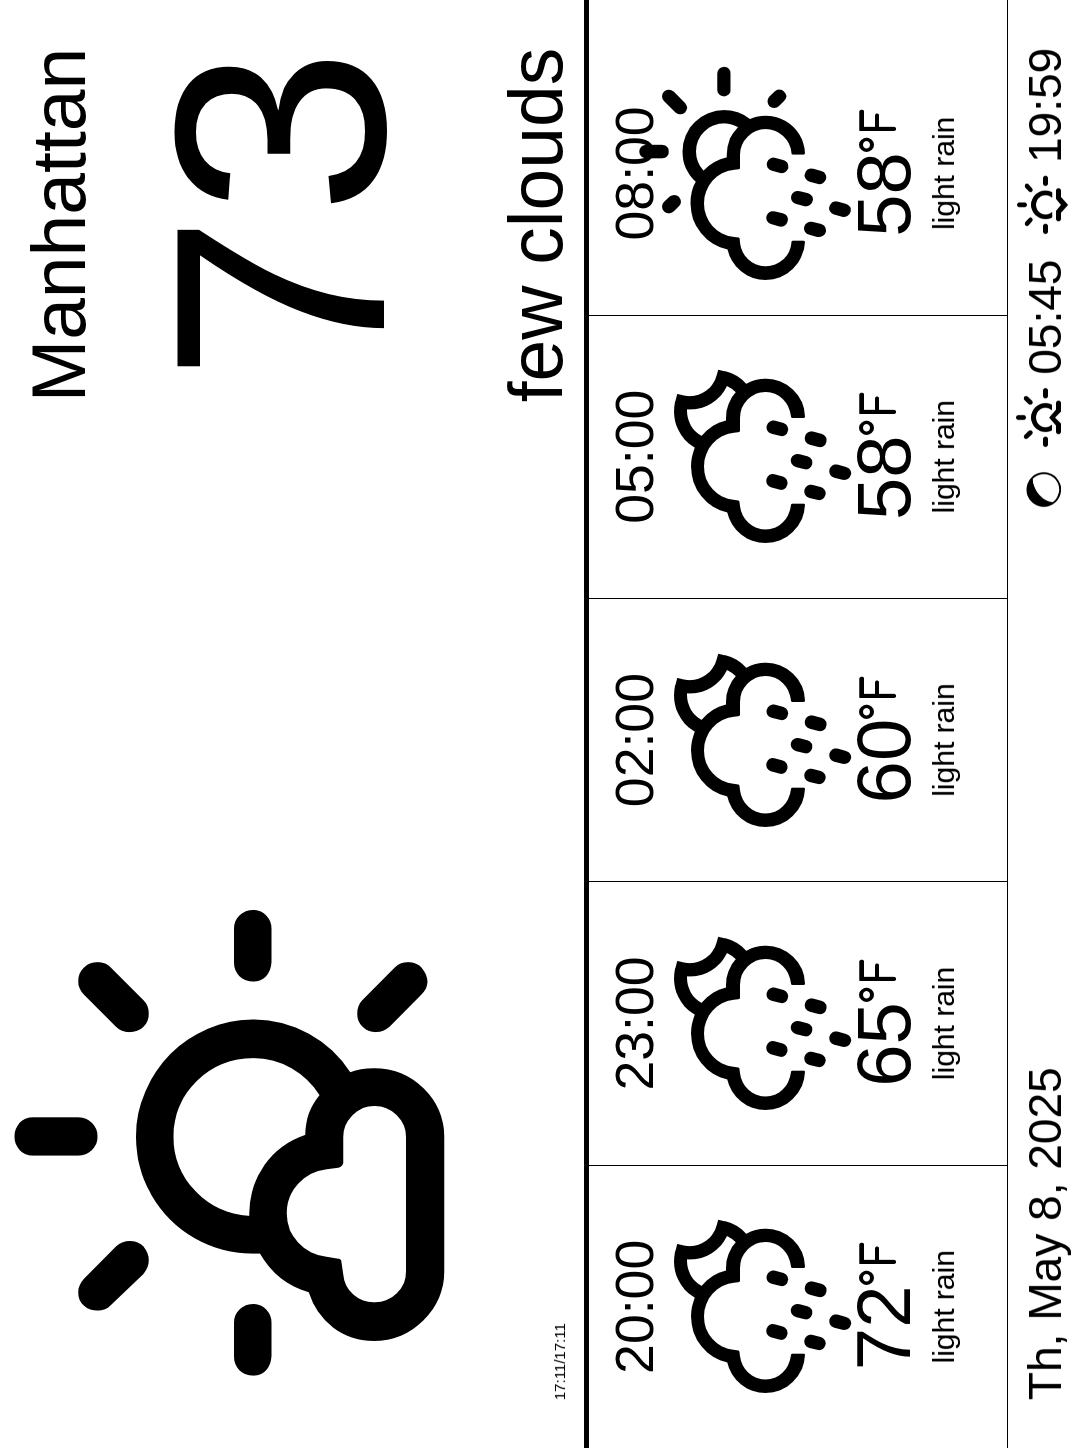 Manhattan
73
few clouds
17:11/17:11
20:00 23:00 02:00 05:00 08:00
72°F 65°F 60°F 58°F 58°F
light rain light rain light rain light rain light rain
Th, May 8, 2025 05:45 19:59